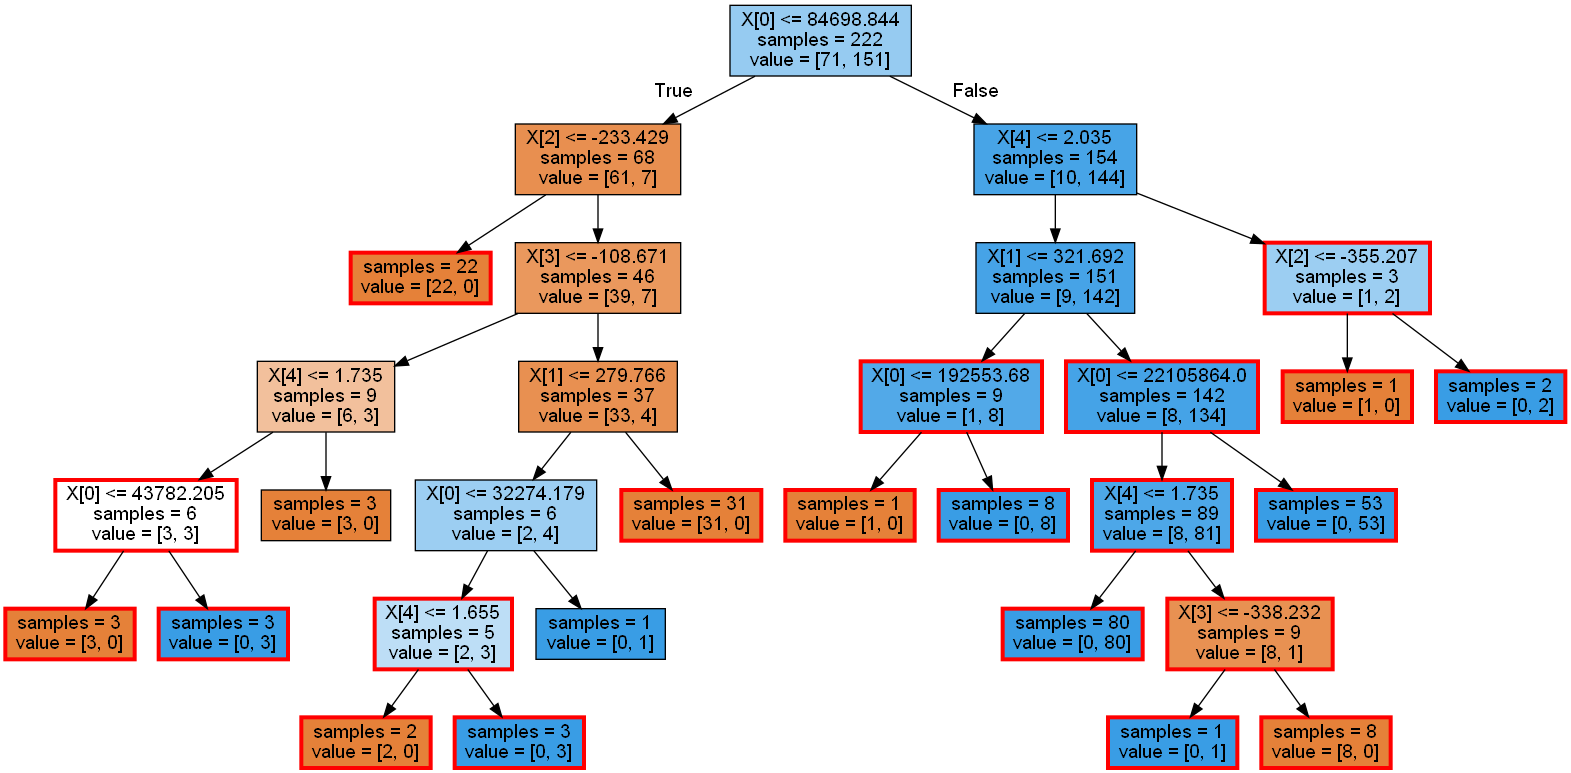 X[0] <= 84698.844
samples = 222
value = [71, 151]
True
False
X[2] <= -233.429
samples = 68
value = [61, 7]
X[4] <= 2.035
samples = 154
value = [10, 144]
samples = 22
value = [22, 0]
X[3] <= -108.671
samples = 46
value = [39, 7]
X[1] <= 321.692
samples = 151
value = [9, 142]
X[2] <= -355.207
samples = 3
value = [1, 2]
X[4] <= 1.735
samples = 9
value = [6, 3]
X[1] <= 279.766
samples = 37
value = [33, 4]
X[0] <= 192553.68
samples = 9
value = [1, 8]
X[0] <= 22105864.0
samples = 142
value = [8, 134]
samples = 1
value = [1, 0]
samples = 2
value = [0, 2]
X[0] <= 43782.205
samples = 6
value = [3, 3]
samples = 3
value = [3, 0]
X[0] <= 32274.179
samples = 6
value = [2, 4]
samples = 31
value = [31, 0]
samples = 1
value = [1, 0]
samples = 8
value = [0, 8]
X[4] <= 1.735
samples = 89
value = [8, 81]
samples = 53
value = [0, 53]
samples = 3
value = [3, 0]
samples = 3
value = [0, 3]
X[4] <= 1.655
samples = 5
value = [2, 3]
samples = 1
value = [0, 1]
samples = 80
value = [0, 80]
X[3] <= -338.232
samples = 9
value = [8, 1]
samples = 2
value = [2, 0]
samples = 3
value = [0, 3]
samples = 1
value = [0, 1]
samples = 8
value = [8, 0]